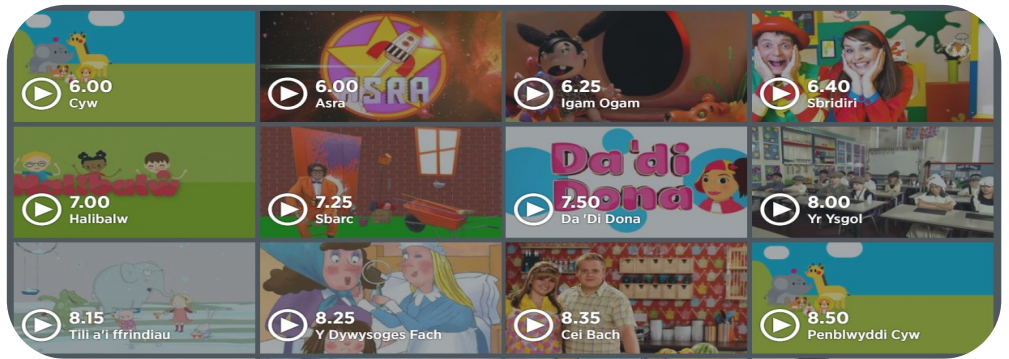 6.00
Cyw
ASRA
6.00
Asra
6.25
Igam Ogam
6.40
Sbridiri
Halibalw
7.00
Halibalw
7.25
Sbarc
Da'di
Dona
7.50
Da 'Di Dona
8.00
Yr Ysgol
8.15
Tili a'i ffrindiau
8.25
Y Dywysoges Fach
8.35
Cei Bach
8.50
Penblwyddi Cyw